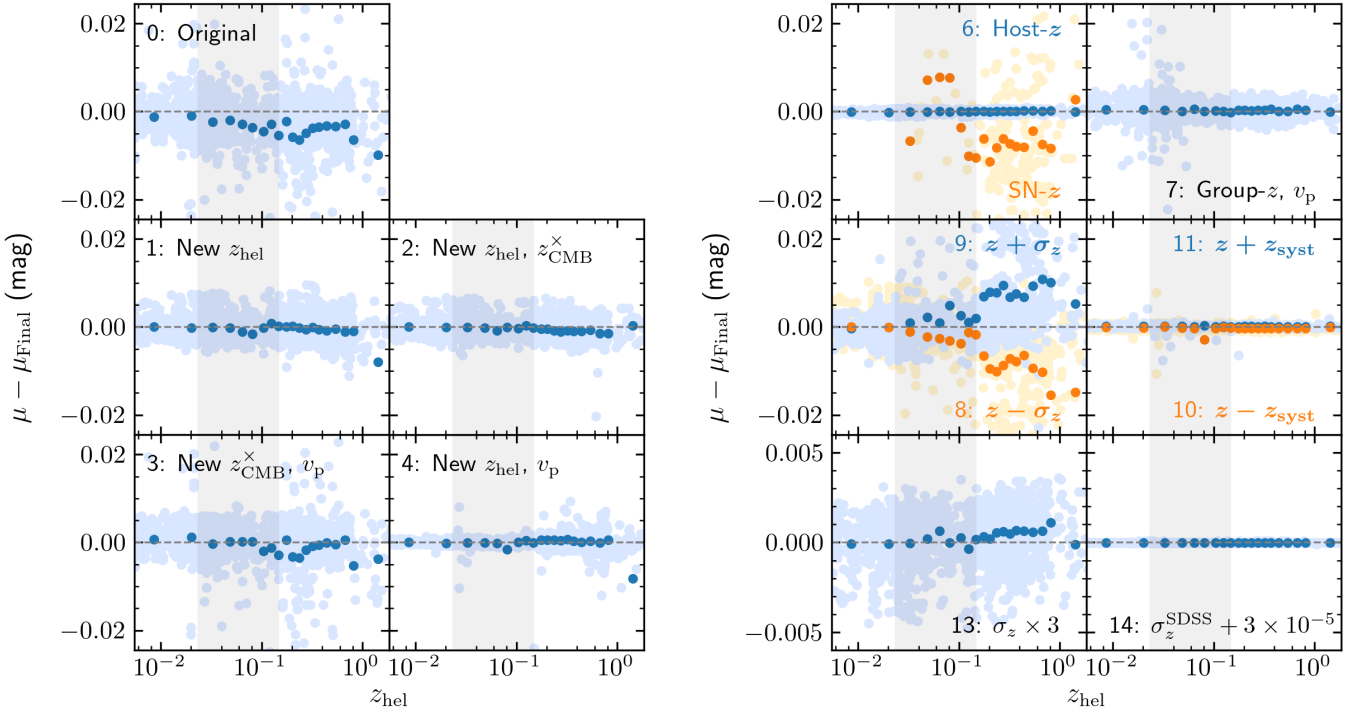 0.02
0: Original
0.00
−0.02
0.02
1: New z_hel
2: New z_hel, z^×_CMB
0.00
−0.02
0.02
3: New z^×_CMB, v_p
4: New z_hel, v_p
0.00
−0.02
10^−2
10^−1
10^0
10^−2
10^−1
10^0
z_hel
μ − μ_Final (mag)
0.02
6: Host-z
0.00
SN-z
7: Group-z, v_p
−0.02
0.02
9: z + σ_z
11: z + z_syst
0.00
8: z − σ_z
10: z − z_syst
−0.02
0.005
0.000
13: σ_z × 3
14: σ_z^SDSS + 3 × 10^−5
−0.005
10^−2
10^−1
10^0
10^−2
10^−1
10^0
z_hel
μ − μ_Final (mag)